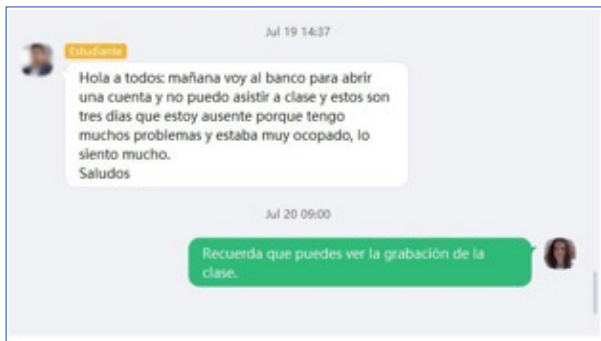 Jul 19 14:37
Estudiante
Hola a todos: mañana voy al banco para abrir
una cuenta y no puedo asistir a clase y estos son
tres dias que estoy ausente porque tengo
muchos problemas y estaba muy ocopado, lo
siento mucho.
Saludos
Jul 20 09:00
Recuerda que puedes ver la grabación de la
clase.